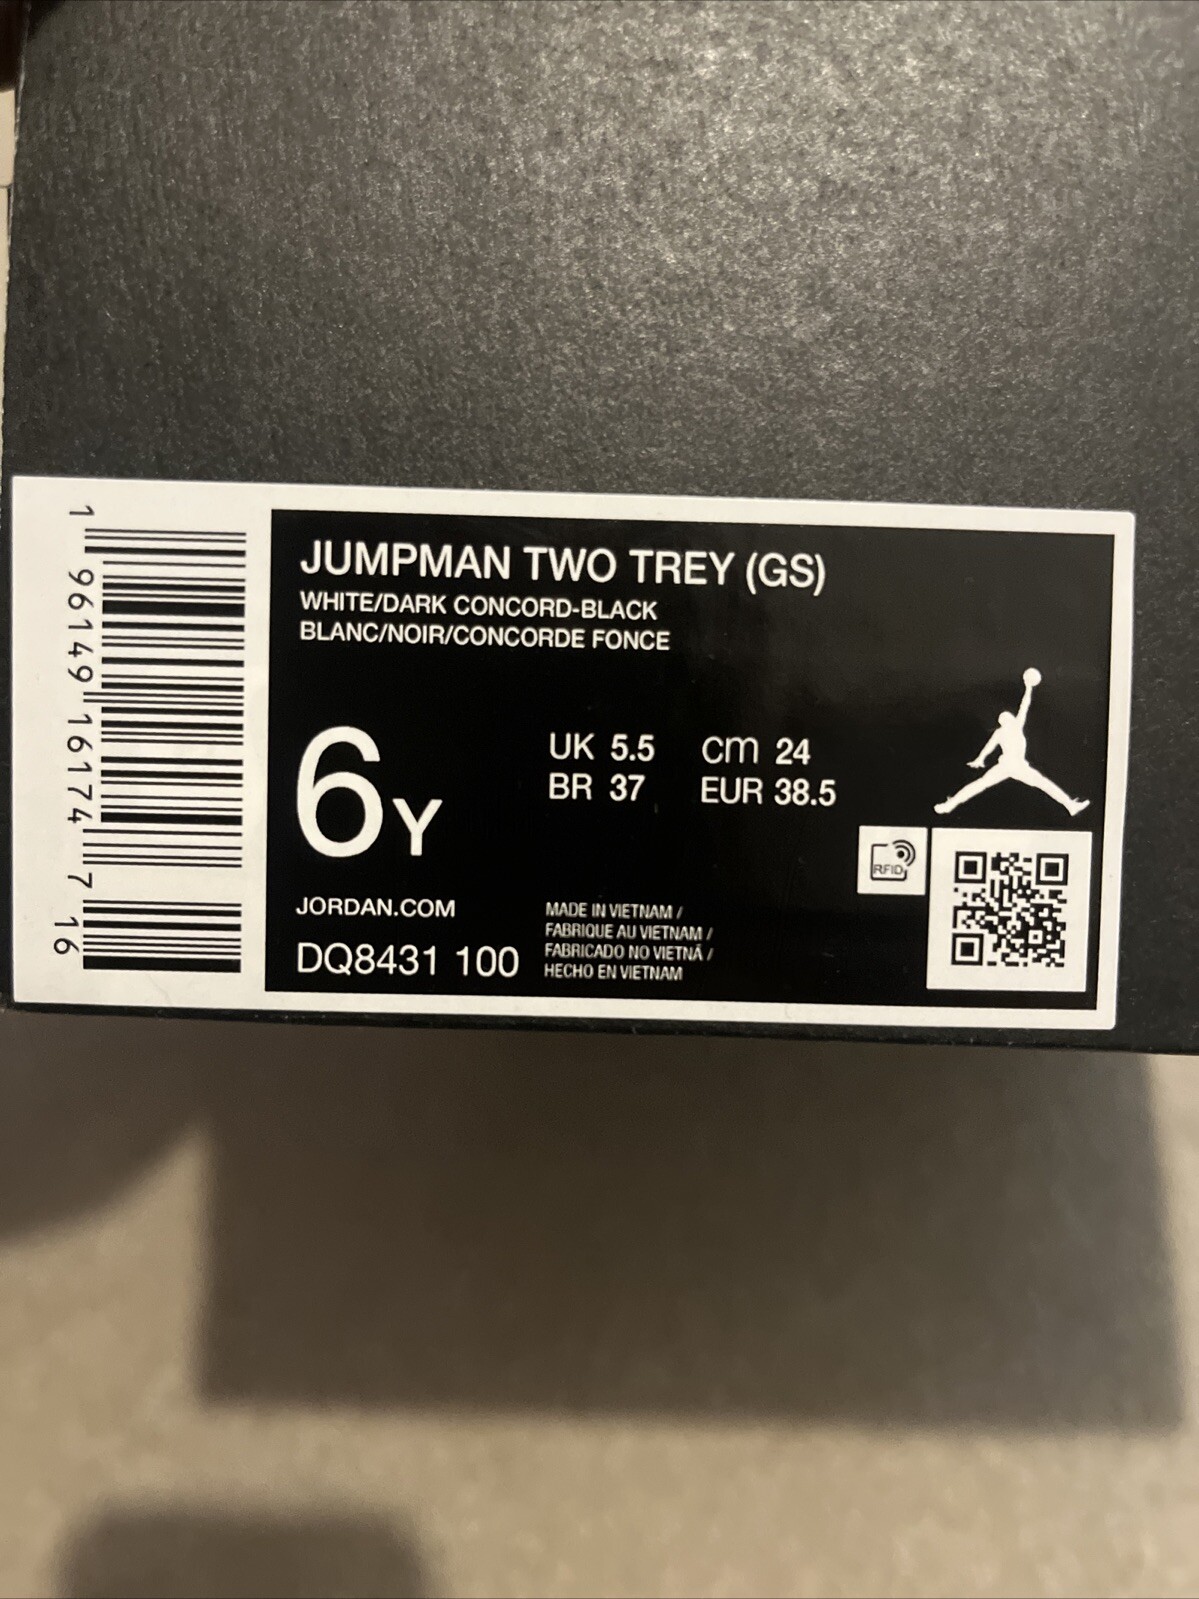 1 96149 16174 7 16
JUMPMAN TWO TREY (GS)
WHITE/DARK CONCORD-BLACK
BLANC/NOIR/CONCORDE FONCE
6Y
UK 5.5 cm 24
BR 37 EUR 38.5
RFID
JORDAN.COM
DQ8431 100
MADE IN VIETNAM /
FABRIQUE AU VIETNAM /
FABRICADO NO VIETNÃ /
HECHO EN VIETNAM